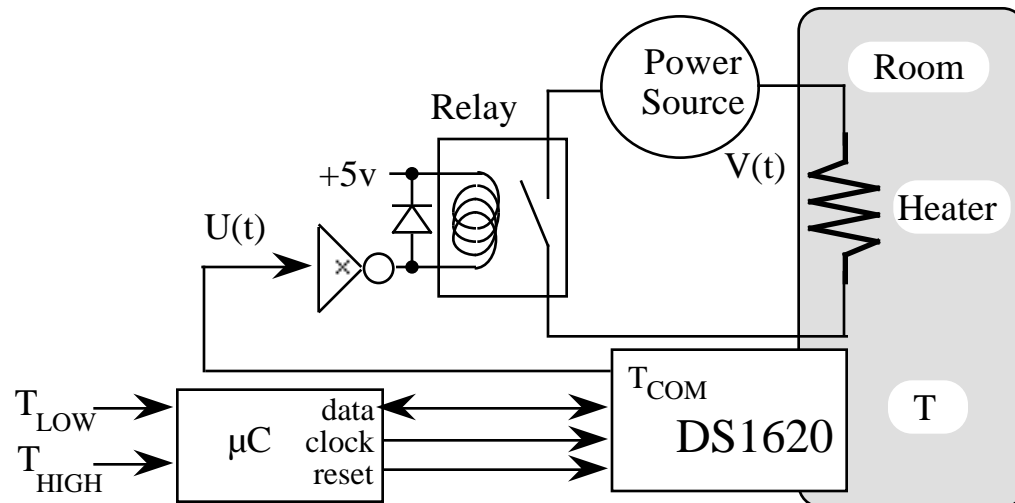 Power
Source
Room
Relay
+5v
V(t)
Heater
U(t)
×
T_COM
DS1620
T
T_LOW
T_HIGH
μC
data
clock
reset